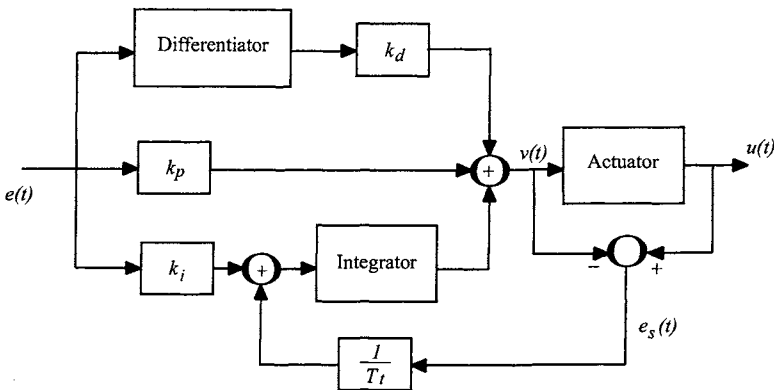 Differentiator
k_d
v(t)
u(t)
e(t)
k_p
+
Actuator
k_i
+
Integrator
−
+
e_s(t)
1
T_t